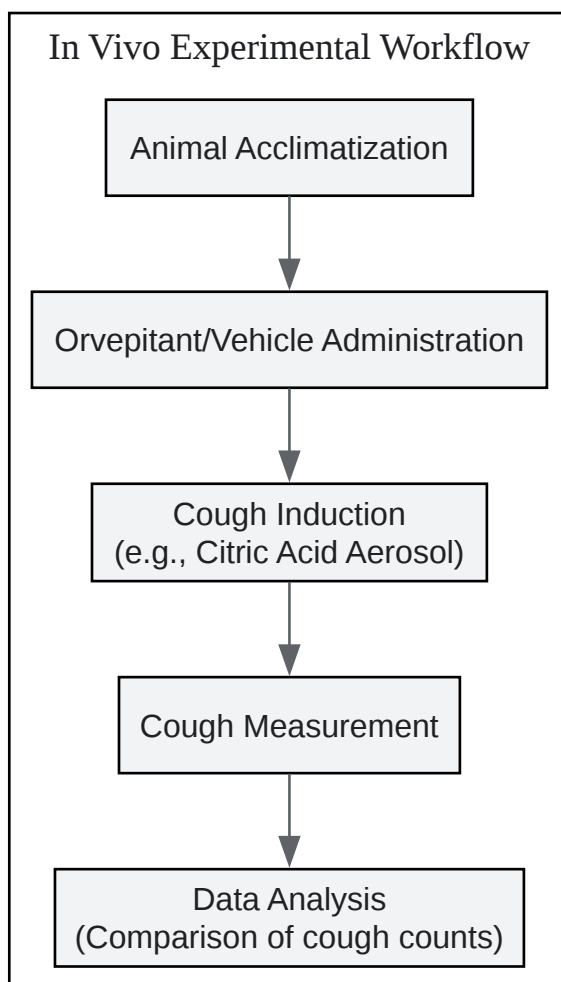 In Vivo Experimental Workflow
Animal Acclimatization
Orvepitant/Vehicle Administration
Cough Induction
(e.g., Citric Acid Aerosol)
Cough Measurement
Data Analysis
(Comparison of cough counts)